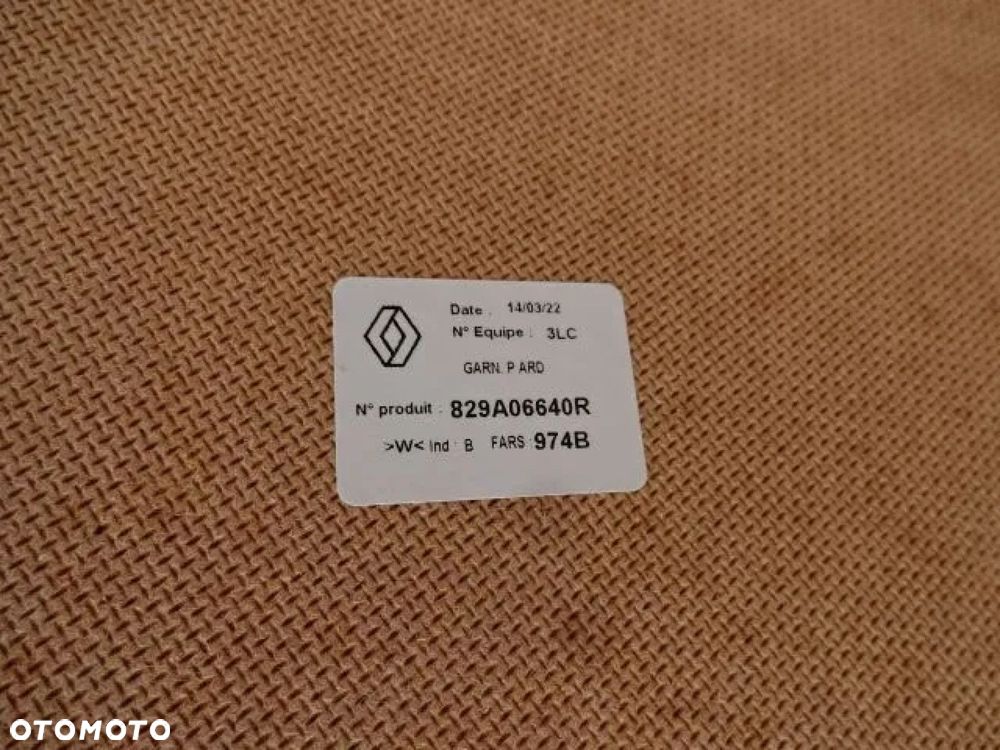 Date : 14/03/22
N° Equipe : 3LC
GARN. P ARD
N° produit : 829A06640R
>W< Ind : B FARS : 974B
OTOMOTO